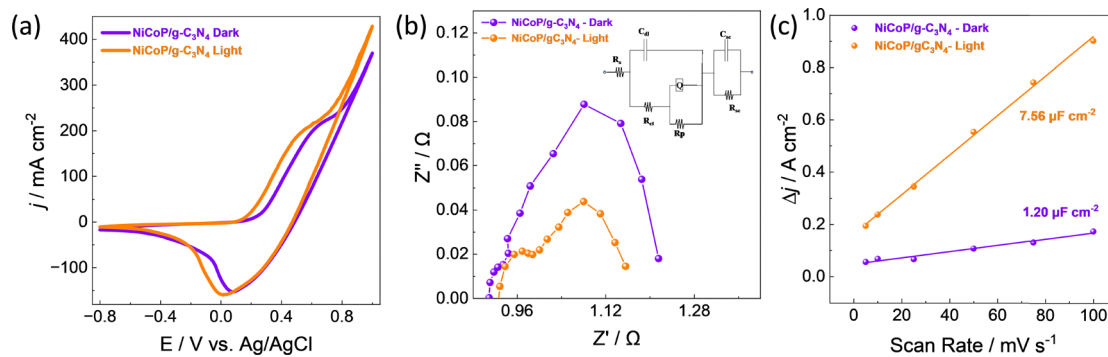 (a)
NiCoP/g-C₃N₄ Dark
NiCoP/g-C₃N₄ Light
j / mA cm⁻²
400
300
200
100
0
−100
−0.8
−0.4
0.0
0.4
0.8
E / V vs. Ag/AgCl
(b)
NiCoP/g-C₃N₄ - Dark
NiCoP/gC₃N₄- Light
Z'' / Ω
0.12
0.10
0.08
0.06
0.04
0.02
0.00
0.96
1.12
1.28
Z' / Ω
Rs
Cdl
Rct
Q
Rp
Csc
Rsc
(c)
NiCoP/g-C₃N₄ - Dark
NiCoP/gC₃N₄- Light
Δj / A cm⁻²
1.0
0.8
0.6
0.4
0.2
0.0
7.56 µF cm⁻²
1.20 µF cm⁻²
0
20
40
60
80
100
Scan Rate / mV s⁻¹